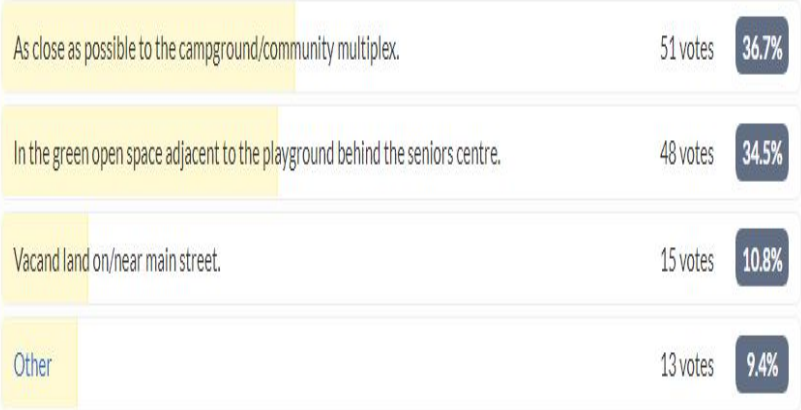 As close as possible to the campground/community multiplex. 51 votes 36.7%
In the green open space adjacent to the playground behind the seniors centre. 48 votes 34.5%
Vacand land on/near main street. 15 votes 10.8%
Other 13 votes 9.4%